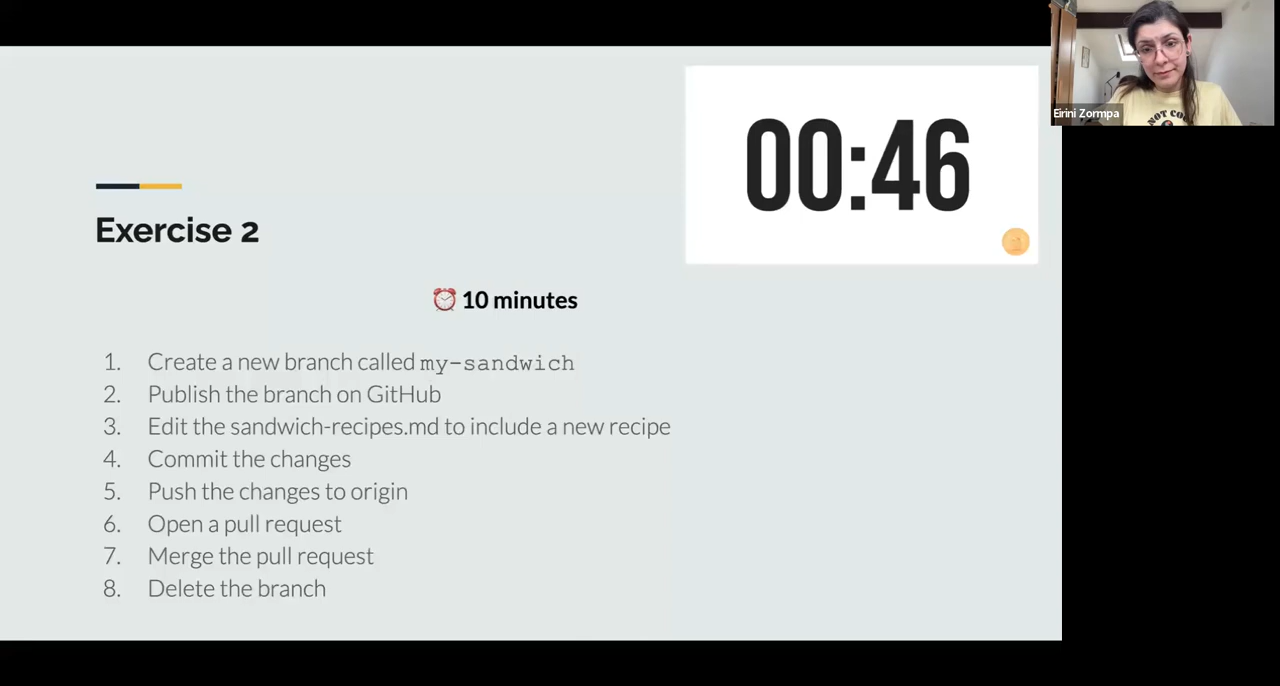 00:46
Eirini Zormpa
NOT CO
Exercise 2
10 minutes
1. Create a new branch called my-sandwich
2. Publish the branch on GitHub
3. Edit the sandwich-recipes.md to include a new recipe
4. Commit the changes
5. Push the changes to origin
6. Open a pull request
7. Merge the pull request
8. Delete the branch